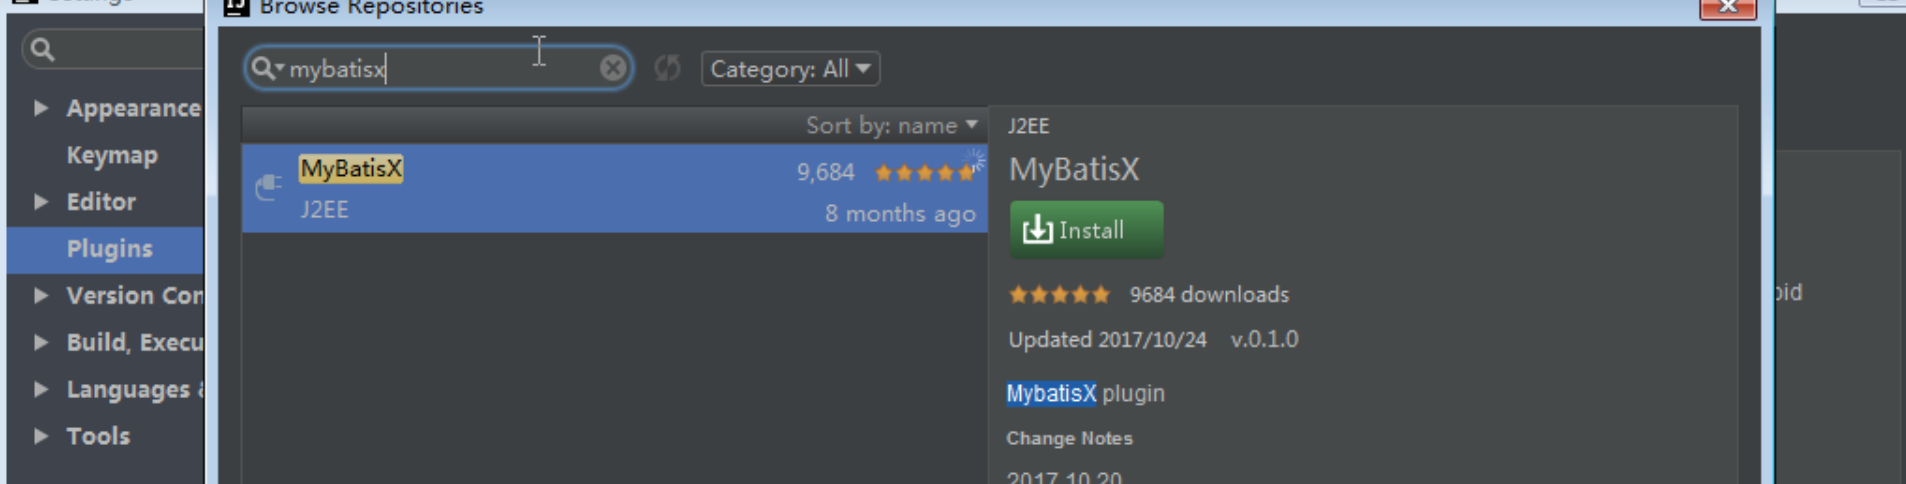 Settings
Browse Repositories
mybatisx
Category: All
Appearance
Keymap
Editor
Plugins
Version Con
Build, Execu
Languages &
Tools
Sort by: name
MyBatisX
9,684
J2EE
8 months ago
J2EE
MyBatisX
Install
9684 downloads
Updated 2017/10/24 v.0.1.0
MybatisX plugin
Change Notes
2017.10.20
oid